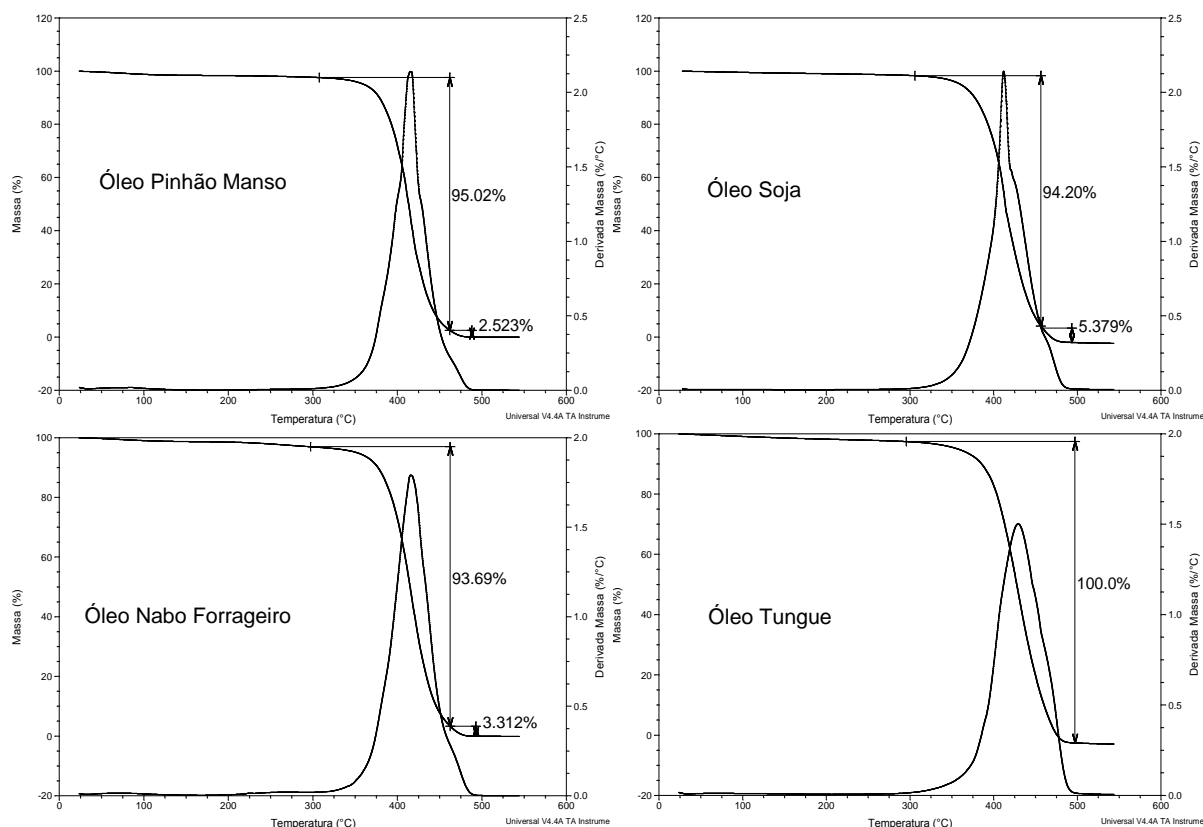 120
100
80
60
40
20
0
-20
Massa (%)
Óleo Pinhão Manso
95.02%
2.523%
2.5
2.0
1.5
1.0
0.5
0.0
Derivada Massa (%/°C)
0 100 200 300 400 500 600
Temperatura (°C)
Universal V4.4A TA Instrume
120
100
80
60
40
20
0
-20
Massa (%)
Óleo Soja
94.20%
5.379%
2.5
2.0
1.5
1.0
0.5
0.0
Derivada Massa (%/°C)
0 100 200 300 400 500 600
Temperatura (°C)
Universal V4.4A TA Instrume
100
80
60
40
20
0
-20
Massa (%)
Óleo Nabo Forrageiro
93.69%
3.312%
2.0
1.5
1.0
0.5
0.0
Derivada Massa (%/°C)
0 100 200 300 400 500 600
Temperatura (°C)
Universal V4.4A TA Instrume
100
80
60
40
20
0
-20
Massa (%)
Óleo Tungue
100.0%
2.0
1.5
1.0
0.5
0.0
Derivada Massa (%/°C)
0 100 200 300 400 500 600
Temperatura (°C)
Universal V4.4A TA Instrume